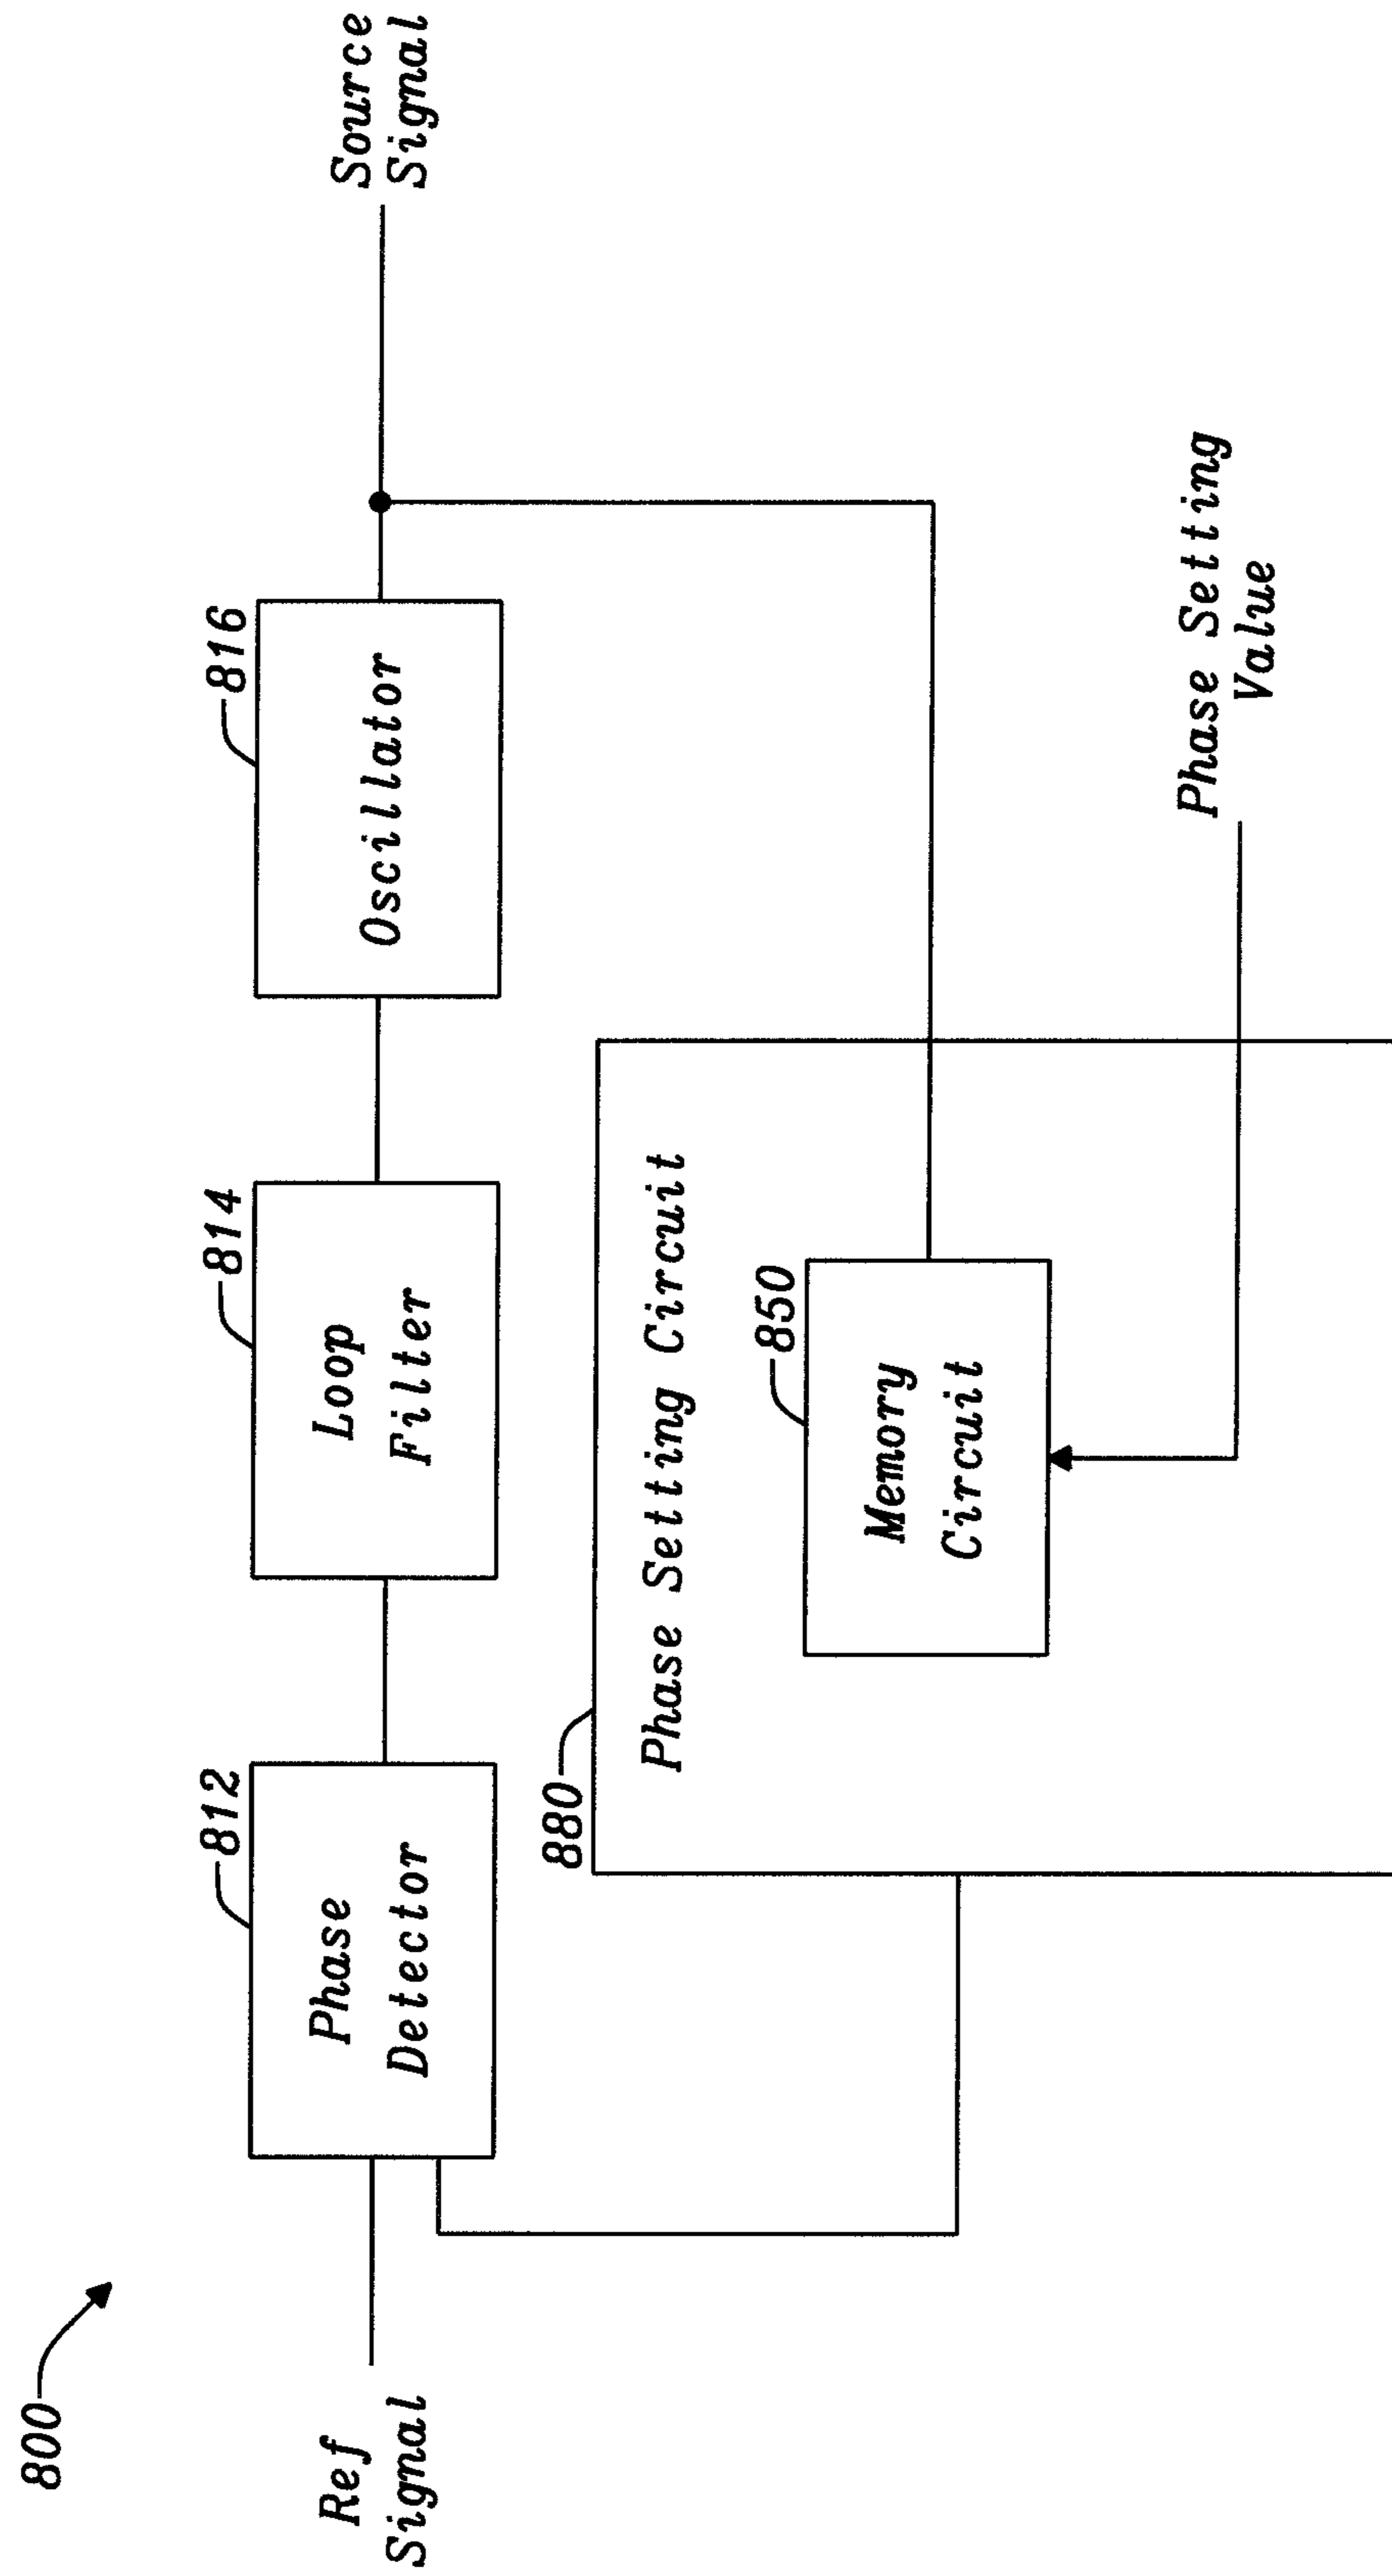 800
Ref
Signal
812
Phase
Detector
814
Loop
Filter
816
Oscillator
Source
Signal
880
Phase Setting Circuit
850
Memory
Circuit
Phase Setting
Value